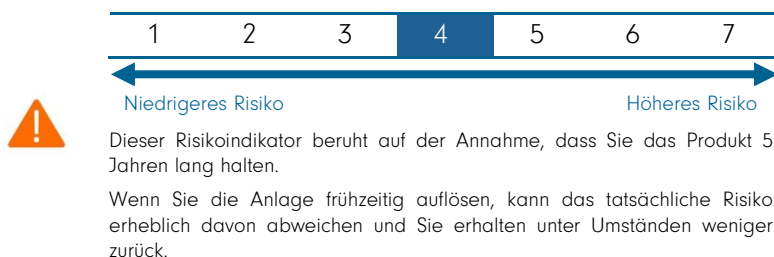 1 2 3 4 5 6 7
Niedrigeres Risiko Höheres Risiko
Dieser Risikoindikator beruht auf der Annahme, dass Sie das Produkt 5
Jahren lang halten.
Wenn Sie die Anlage frühzeitig auflösen, kann das tatsächliche Risiko
erheblich davon abweichen und Sie erhalten unter Umständen weniger
zurück.